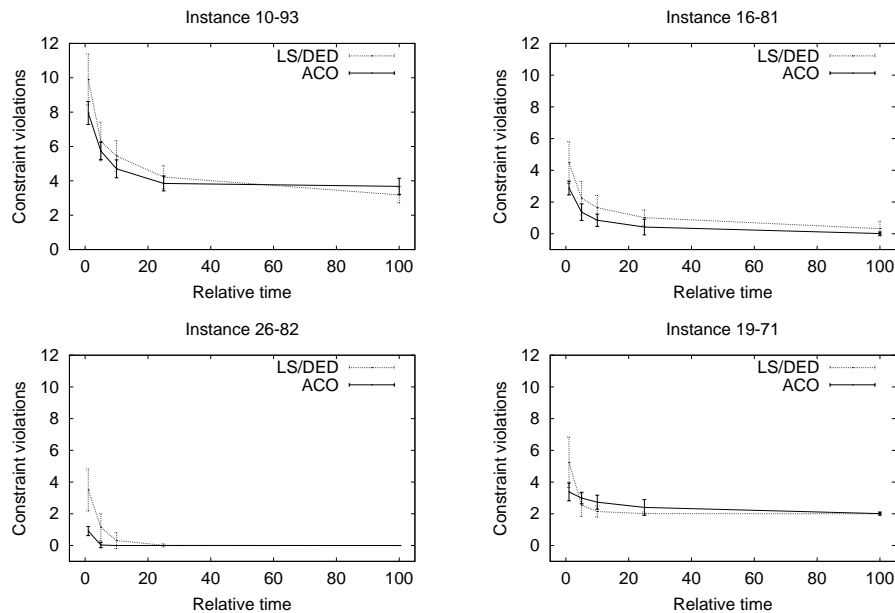 Instance 10-93
12
10
8
6
4
2
0
Constraint violations
LS/DED
ACO
0 20 40 60 80 100
Relative time
Instance 16-81
12
10
8
6
4
2
0
Constraint violations
LS/DED
ACO
0 20 40 60 80 100
Relative time
Instance 26-82
12
10
8
6
4
2
0
Constraint violations
LS/DED
ACO
0 20 40 60 80 100
Relative time
Instance 19-71
12
10
8
6
4
2
0
Constraint violations
LS/DED
ACO
0 20 40 60 80 100
Relative time